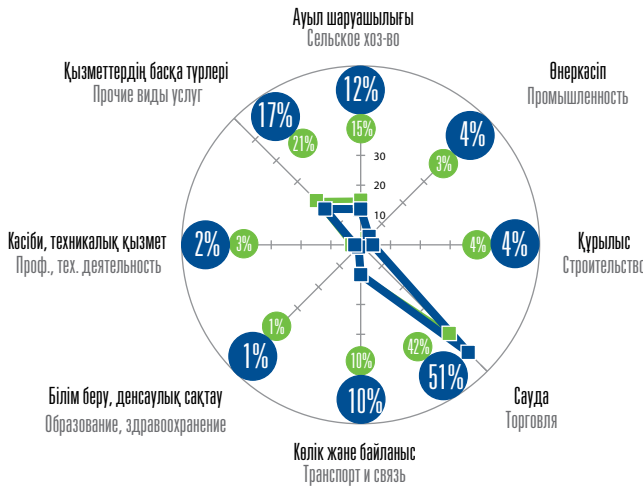 Ауыл шаруашылығы
Сельское хоз-во
12%
15%
Өнеркәсіп
Промышленность
4%
3%
Құрылыс
Строительство
4%
4%
Сауда
Торговля
51%
42%
Көлік және байланыс
Транспорт и связь
10%
10%
Білім беру, денсаулық сақтау
Образование, здравоохранение
1%
1%
Кәсіби, техникалық қызмет
Проф., тех. деятельность
2%
3%
Қызметтердің басқа түрлері
Прочие виды услуг
17%
21%
30
20
10